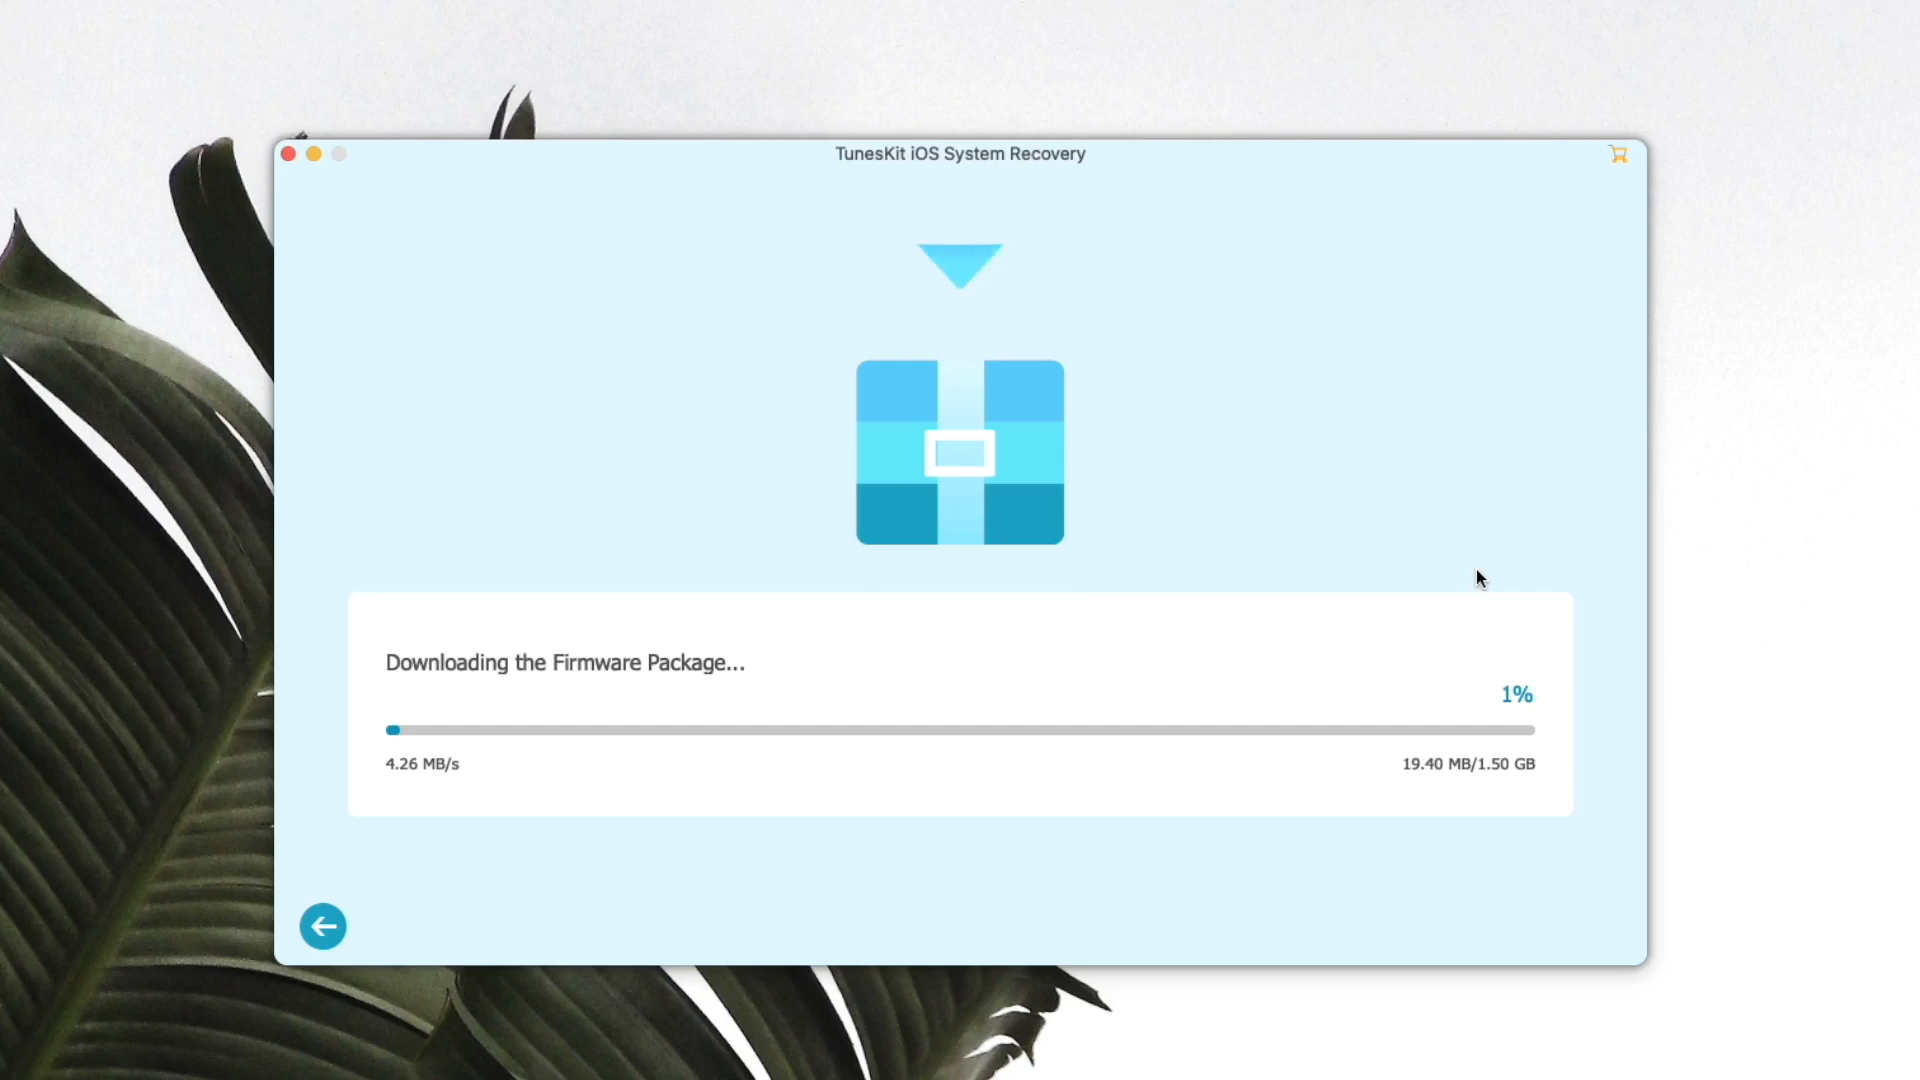 TunesKit iOS System Recovery
Downloading the Firmware Package...
1%
4.26 MB/s
19.40 MB/1.50 GB